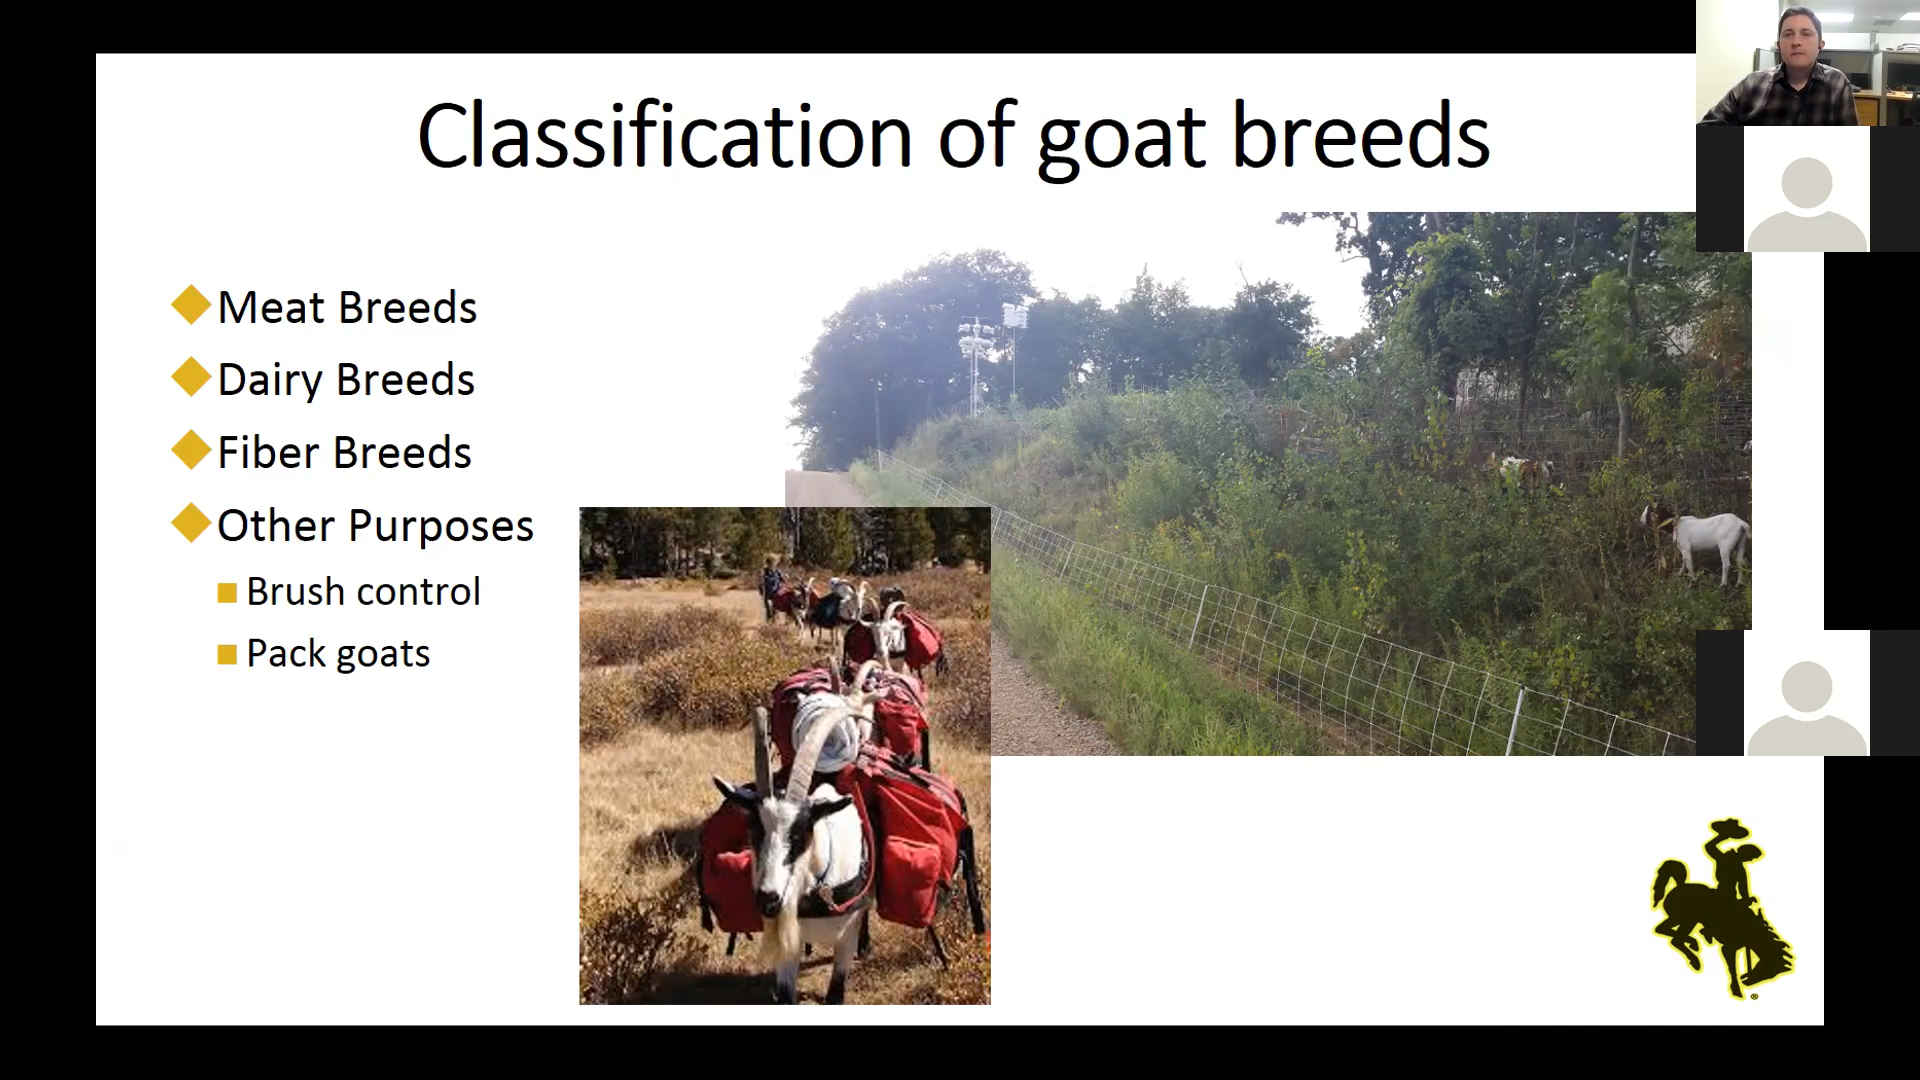 Classification of goat breeds
Meat Breeds
Dairy Breeds
Fiber Breeds
Other Purposes
Brush control
Pack goats